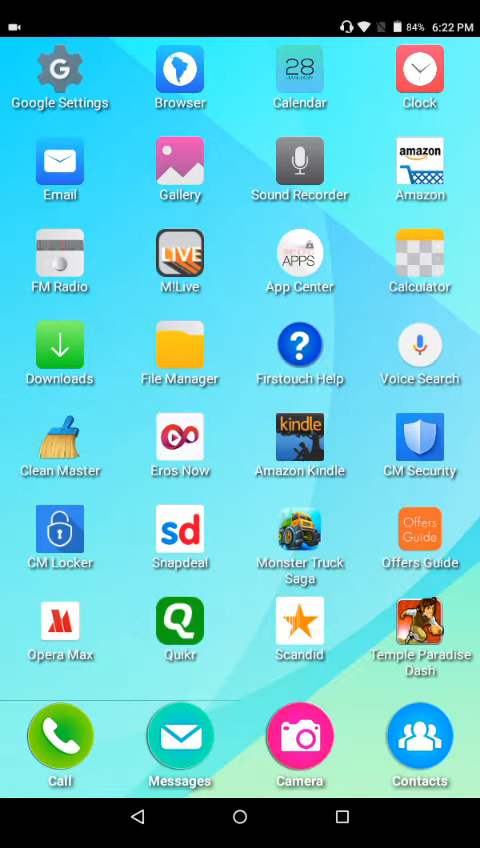 84% 6:22 PM
G
28
Google Settings Browser Calendar Clock
amazon
Email Gallery Sound Recorder Amazon
LIVE
APPS
FM Radio M!Live App Center Calculator
?
Downloads File Manager Firstouch Help Voice Search
kindle
Clean Master Eros Now Amazon Kindle CM Security
sd
Offers
Guide
CM Locker Snapdeal Monster Truck Offers Guide
Saga
Q
Opera Max Quikr Scandid Temple Paradise
Dash
Call Messages Camera Contacts